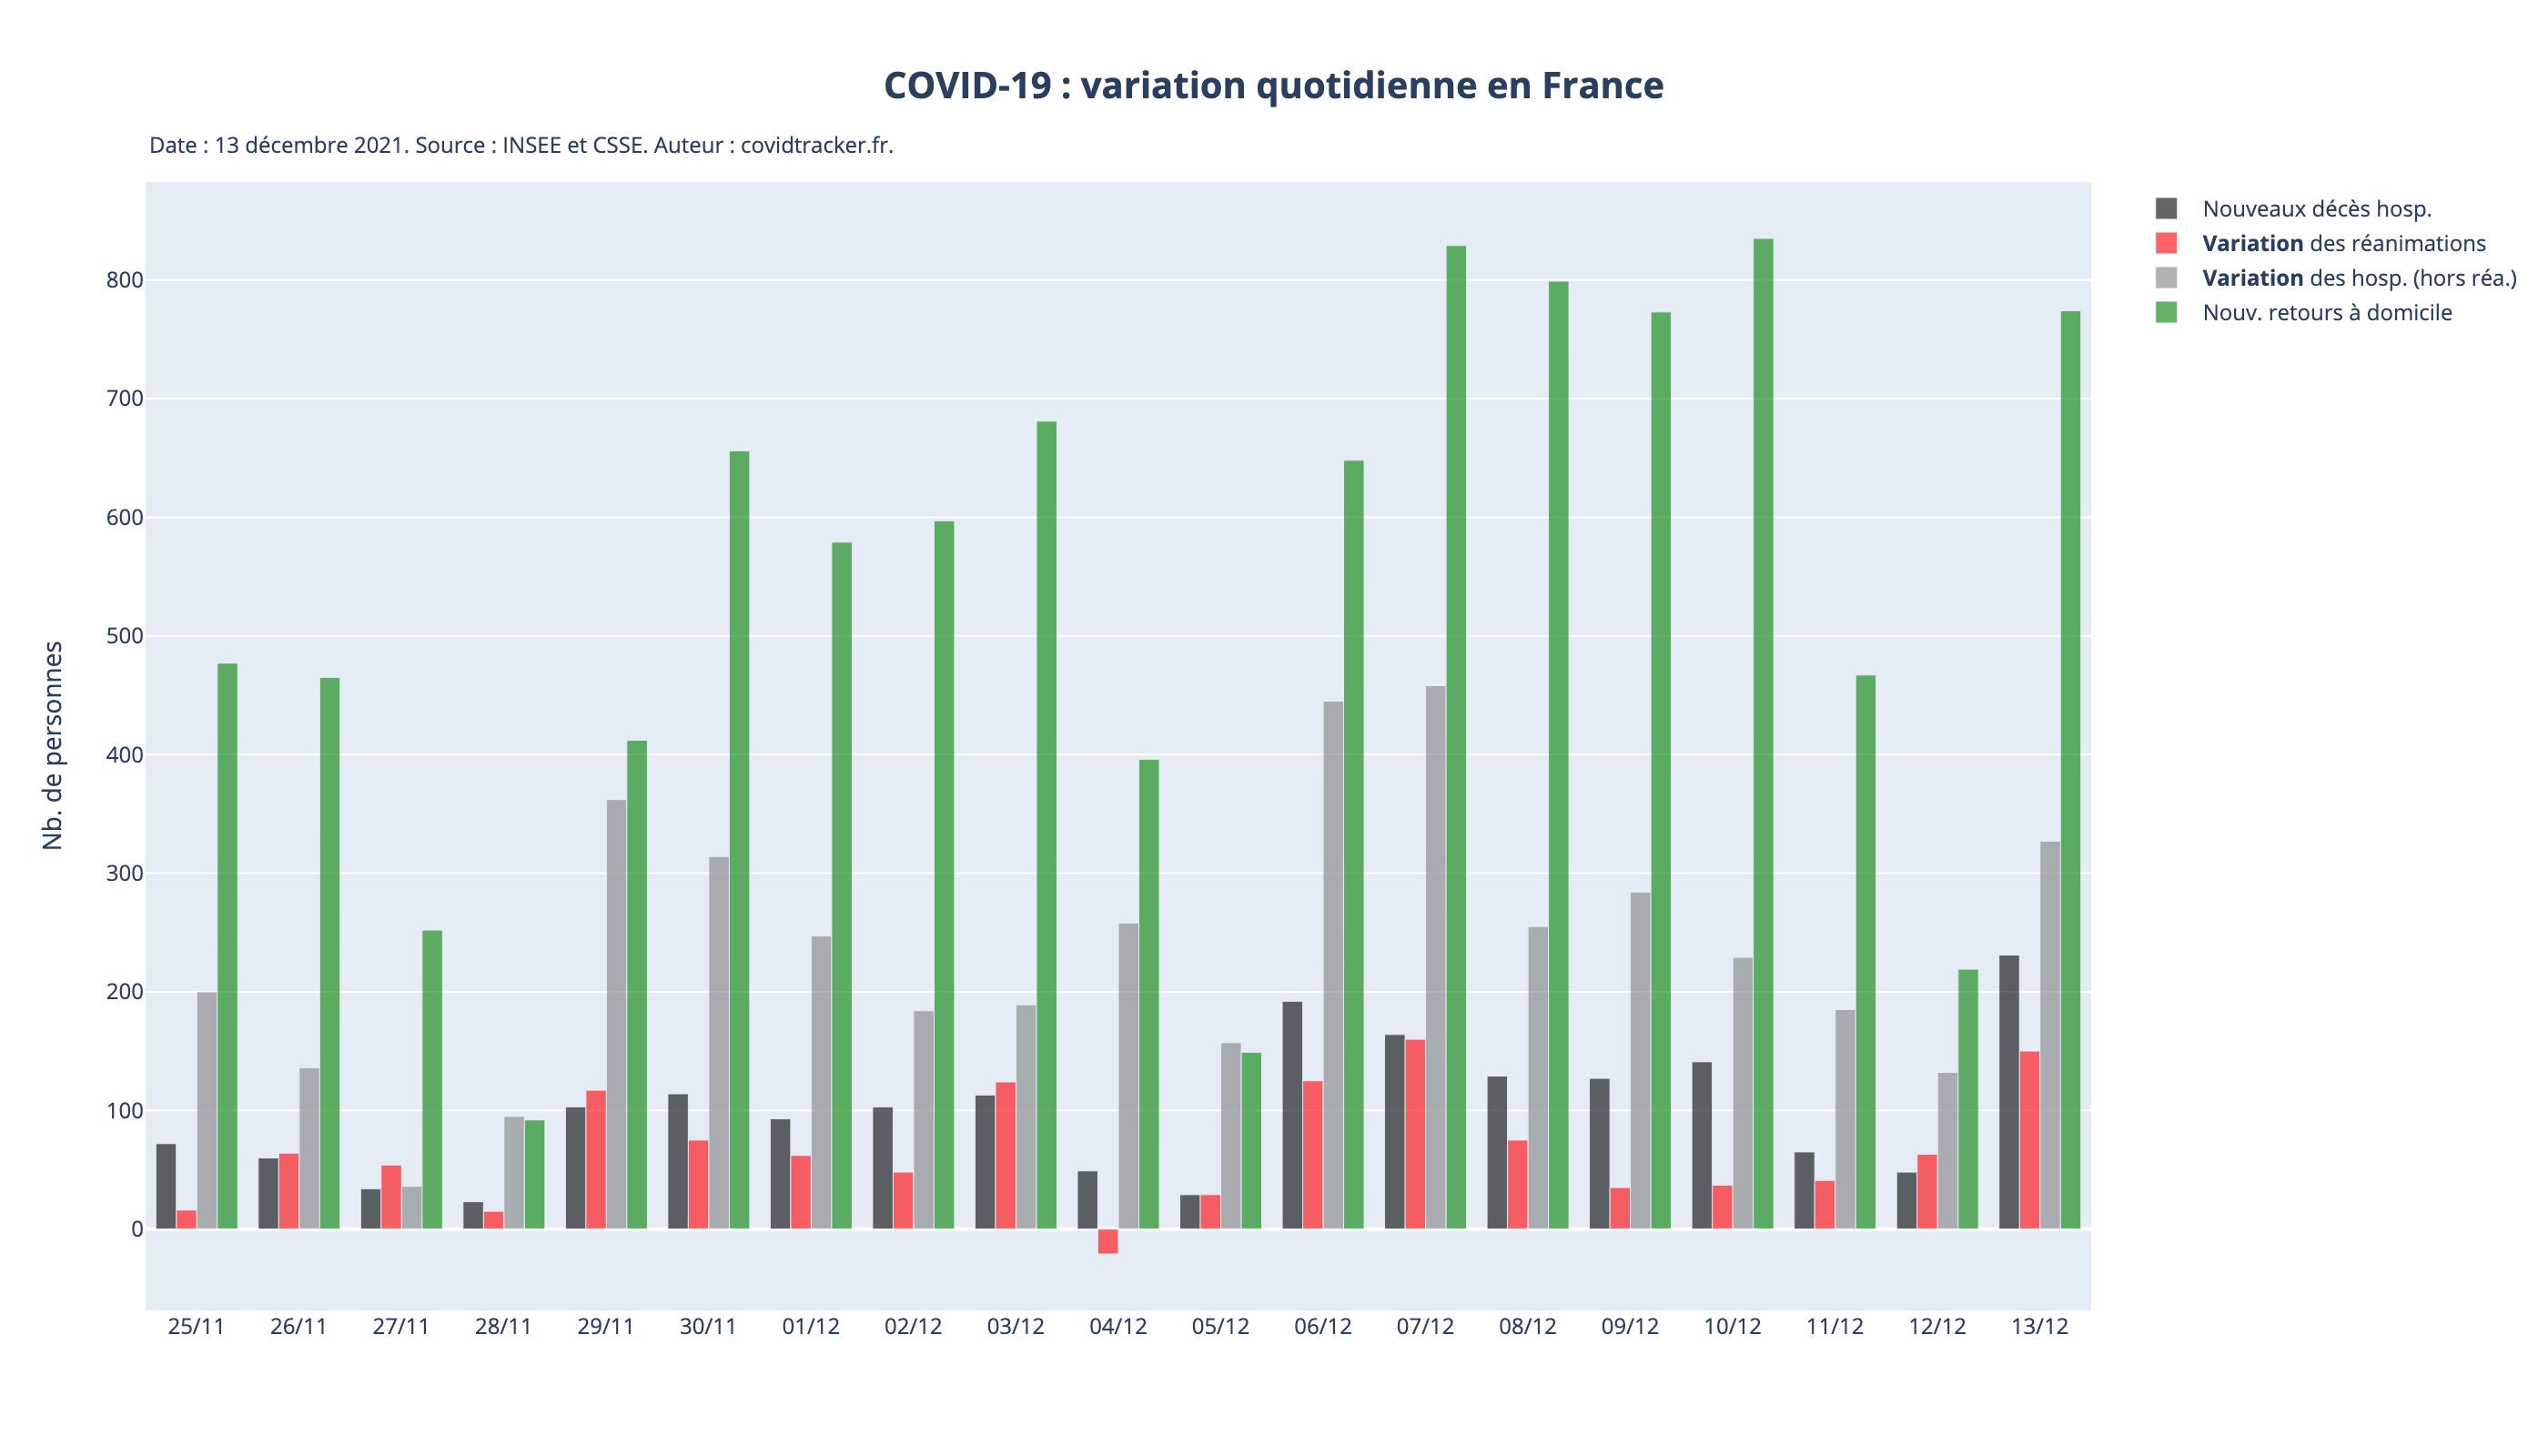 COVID-19 : variation quotidienne en France
Date : 13 décembre 2021. Source : INSEE et CSSE. Auteur : covidtracker.fr.
Nouveaux décès hosp.
Variation des réanimations
Variation des hosp. (hors réa.)
Nouv. retours à domicile
Nb. de personnes
800
700
600
500
400
300
200
100
0
25/11 26/11 27/11 28/11 29/11 30/11 01/12 02/12 03/12 04/12 05/12 06/12 07/12 08/12 09/12 10/12 11/12 12/12 13/12